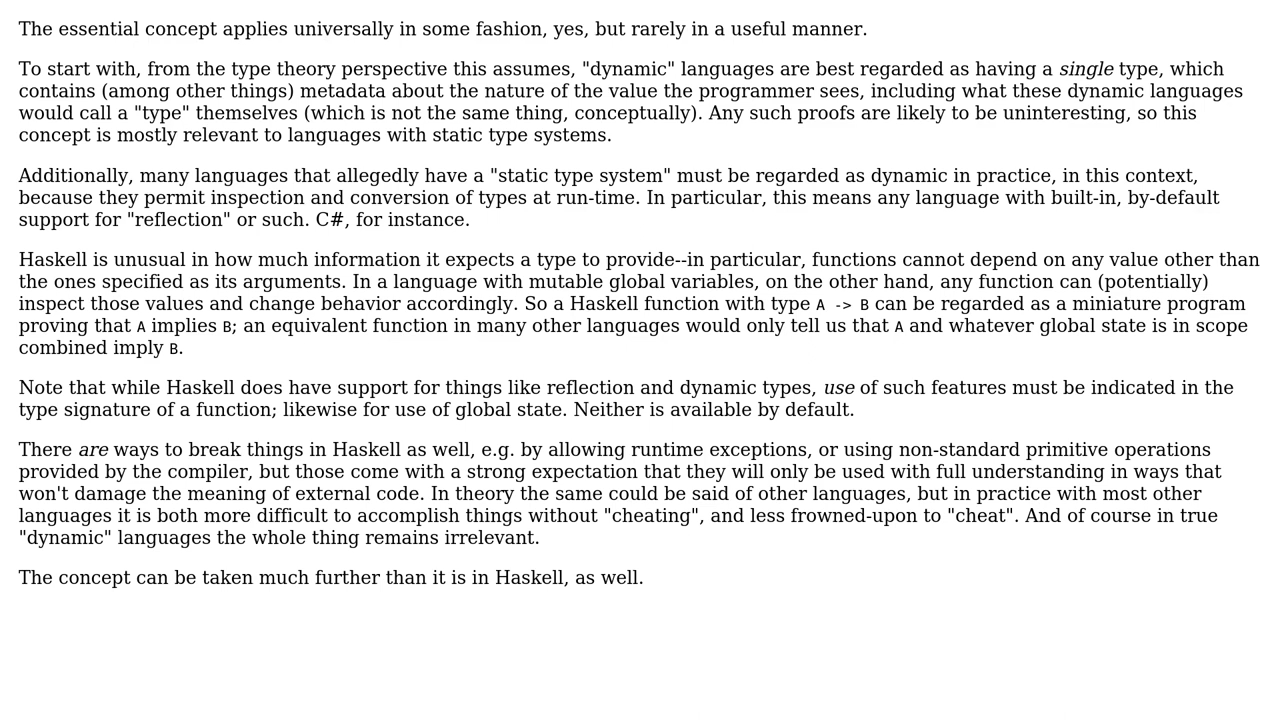 The essential concept applies universally in some fashion, yes, but rarely in a useful manner.
To start with, from the type theory perspective this assumes, "dynamic" languages are best regarded as having a single type, which
contains (among other things) metadata about the nature of the value the programmer sees, including what these dynamic languages
would call a "type" themselves (which is not the same thing, conceptually). Any such proofs are likely to be uninteresting, so this
concept is mostly relevant to languages with static type systems.
Additionally, many languages that allegedly have a "static type system" must be regarded as dynamic in practice, in this context,
because they permit inspection and conversion of types at run-time. In particular, this means any language with built-in, by-default
support for "reflection" or such. C#, for instance.
Haskell is unusual in how much information it expects a type to provide--in particular, functions cannot depend on any value other than
the ones specified as its arguments. In a language with mutable global variables, on the other hand, any function can (potentially)
inspect those values and change behavior accordingly. So a Haskell function with type A -> B can be regarded as a miniature program
proving that A implies B; an equivalent function in many other languages would only tell us that A and whatever global state is in scope
combined imply B.
Note that while Haskell does have support for things like reflection and dynamic types, use of such features must be indicated in the
type signature of a function; likewise for use of global state. Neither is available by default.
There are ways to break things in Haskell as well, e.g. by allowing runtime exceptions, or using non-standard primitive operations
provided by the compiler, but those come with a strong expectation that they will only be used with full understanding in ways that
won't damage the meaning of external code. In theory the same could be said of other languages, but in practice with most other
languages it is both more difficult to accomplish things without "cheating", and less frowned-upon to "cheat". And of course in true
"dynamic" languages the whole thing remains irrelevant.
The concept can be taken much further than it is in Haskell, as well.